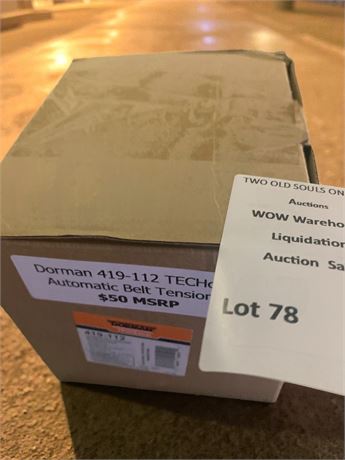 TWO OLD SOULS ON
Auctions
WOW Wareho
Liquidation
Auction Sa
Lot 78
Dorman 419-112 TECHo
Automatic Belt Tension
$50 MSRP
DORMAN
419-112